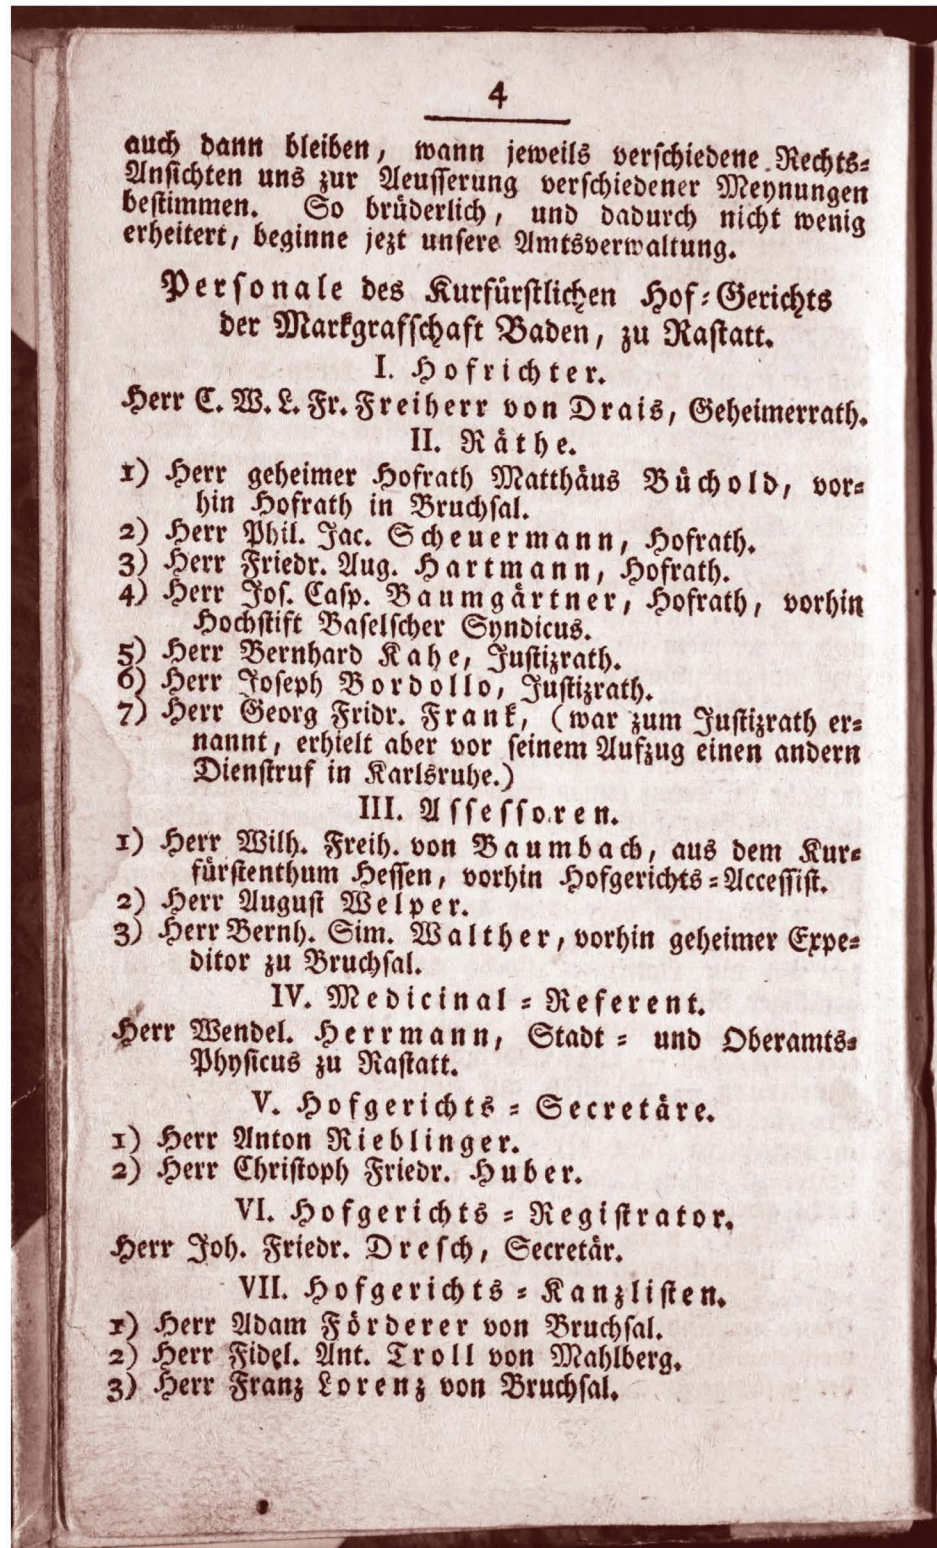 4
auch dann bleiben, wann jeweils verschiedene Rechts-
Ansichten uns zur Aeusserung verschiedener Meynungen
bestimmen. So brüderlich, und dadurch nicht wenig
erheitert, beginne jezt unsere Amtsverwaltung.
Personale des Kurfürstlichen Hof-Gerichts
der Markgrafschaft Baden, zu Rastatt.
I. Hofrichter.
Herr C. W. L. Fr. Freiherr von Drais, Geheimerrath.
II. Räthe.
1) Herr geheimer Hofrath Matthäus Büchold, vor-
hin Hofrath in Bruchsal.
2) Herr Phil. Jac. Scheuermann, Hofrath.
3) Herr Friedr. Aug. Hartmann, Hofrath.
4) Herr Jos. Casp. Baumgärtner, Hofrath, vorhin
Hochstift Baselscher Syndicus.
5) Herr Bernhard Kahe, Justizrath.
6) Herr Joseph Bordollo, Justizrath.
7) Herr Georg Fridr. Frank, (war zum Justizrath er-
nannt, erhielt aber vor seinem Aufzug einen andern
Dienstruf in Karlsruhe.)
III. Assessoren.
1) Herr Wilh. Freih. von Baumbach, aus dem Kur-
fürstenthum Hessen, vorhin Hofgerichts-Accessist.
2) Herr August Welper.
3) Herr Bernh. Sim. Walther, vorhin geheimer Expe-
ditor zu Bruchsal.
IV. Medicinal-Referent.
Herr Wendel. Herrmann, Stadt- und Oberamts-
Physicus zu Rastatt.
V. Hofgerichts-Secretäre.
1) Herr Anton Rieblinger.
2) Herr Christoph Friedr. Huber.
VI. Hofgerichts-Registrator.
Herr Joh. Friedr. Dresch, Secretär.
VII. Hofgerichts-Kanzlisten.
1) Herr Adam Förderer von Bruchsal.
2) Herr Fidel. Ant. Troll von Mahlberg.
3) Herr Franz Lorenz von Bruchsal.